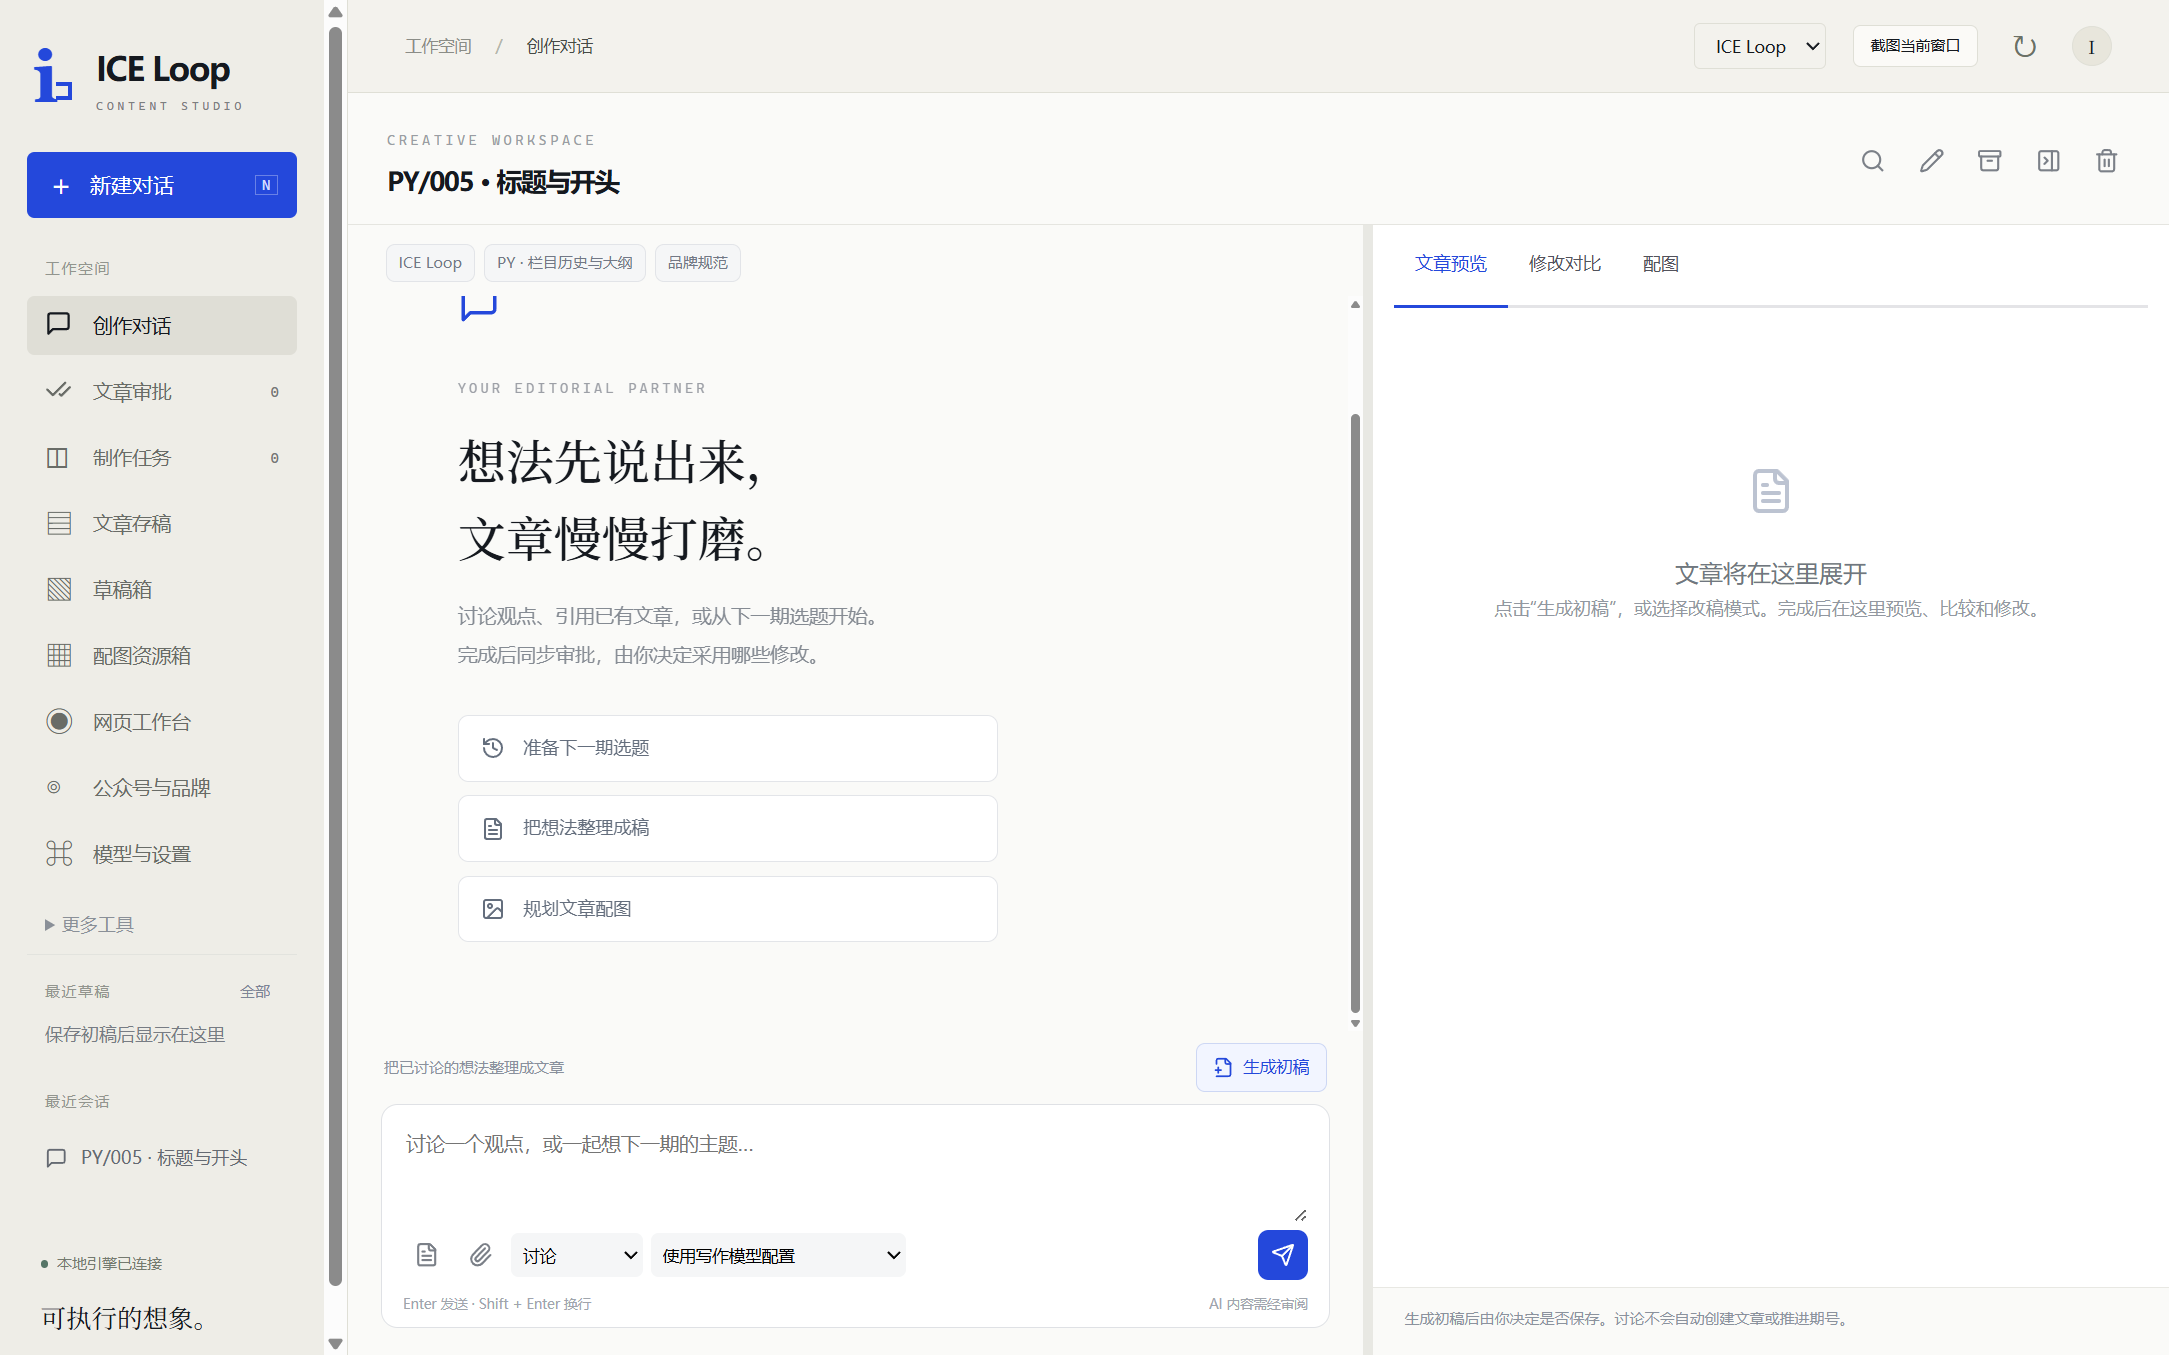 ICE Loop
CONTENT STUDIO
+ 新建对话 N
工作空间
创作对话
文章审批 0
制作任务 0
文章存稿
草稿箱
配图资源箱
网页工作台
公众号与品牌
模型与设置
更多工具
最近草稿 全部
保存初稿后显示在这里
最近会话
PY/005 · 标题与开头
本地引擎已连接
可执行的想象。
工作空间 / 创作对话
ICE Loop
截图当前窗口
I
CREATIVE WORKSPACE
PY/005 • 标题与开头
ICE Loop
PY · 栏目历史与大纲
品牌规范
YOUR EDITORIAL PARTNER
想法先说出来，
文章慢慢打磨。
讨论观点、引用已有文章，或从下一期选题开始。
完成后同步审批，由你决定采用哪些修改。
准备下一期选题
把想法整理成稿
规划文章配图
把已讨论的想法整理成文章
生成初稿
讨论一个观点，或一起想下一期的主题...
讨论
使用写作模型配置
Enter 发送 · Shift + Enter 换行
AI 内容需经审阅
文章预览
修改对比
配图
文章将在这里展开
点击“生成初稿”，或选择改稿模式。完成后在这里预览、比较和修改。
生成初稿后由你决定是否保存。讨论不会自动创建文章或推进期号。